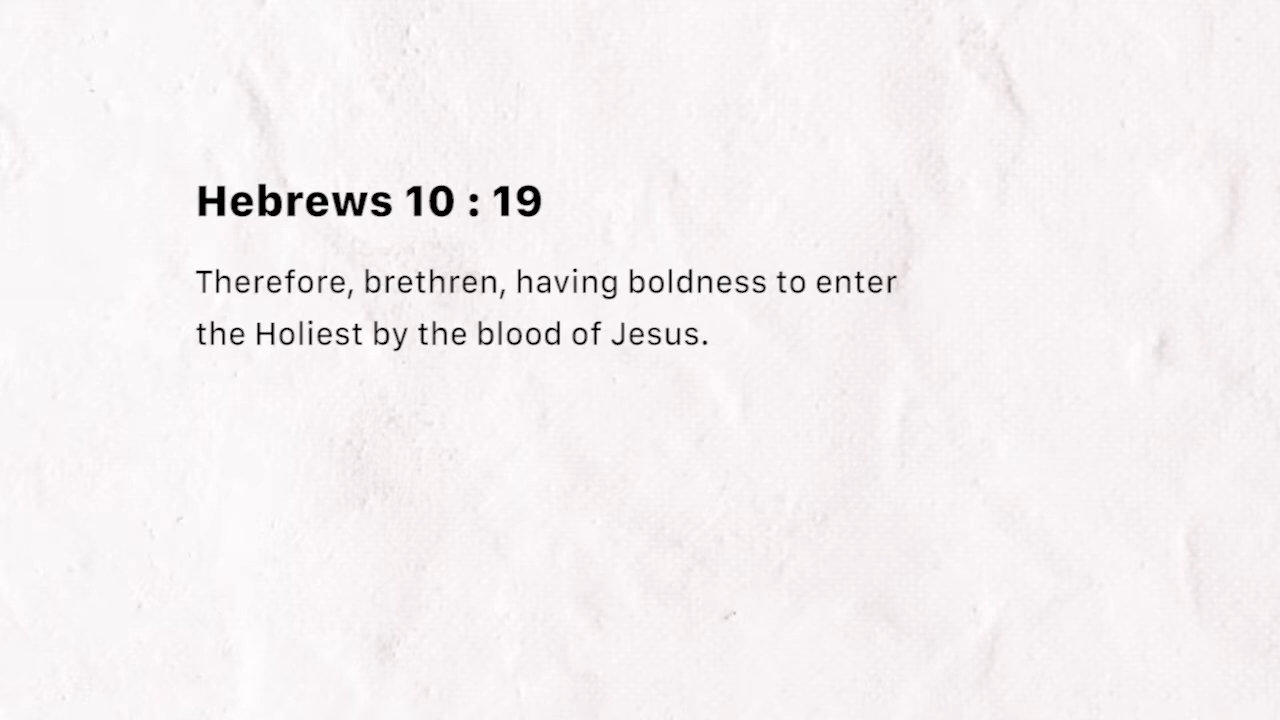 Hebrews 10 : 19
Therefore, brethren, having boldness to enter
the Holiest by the blood of Jesus.